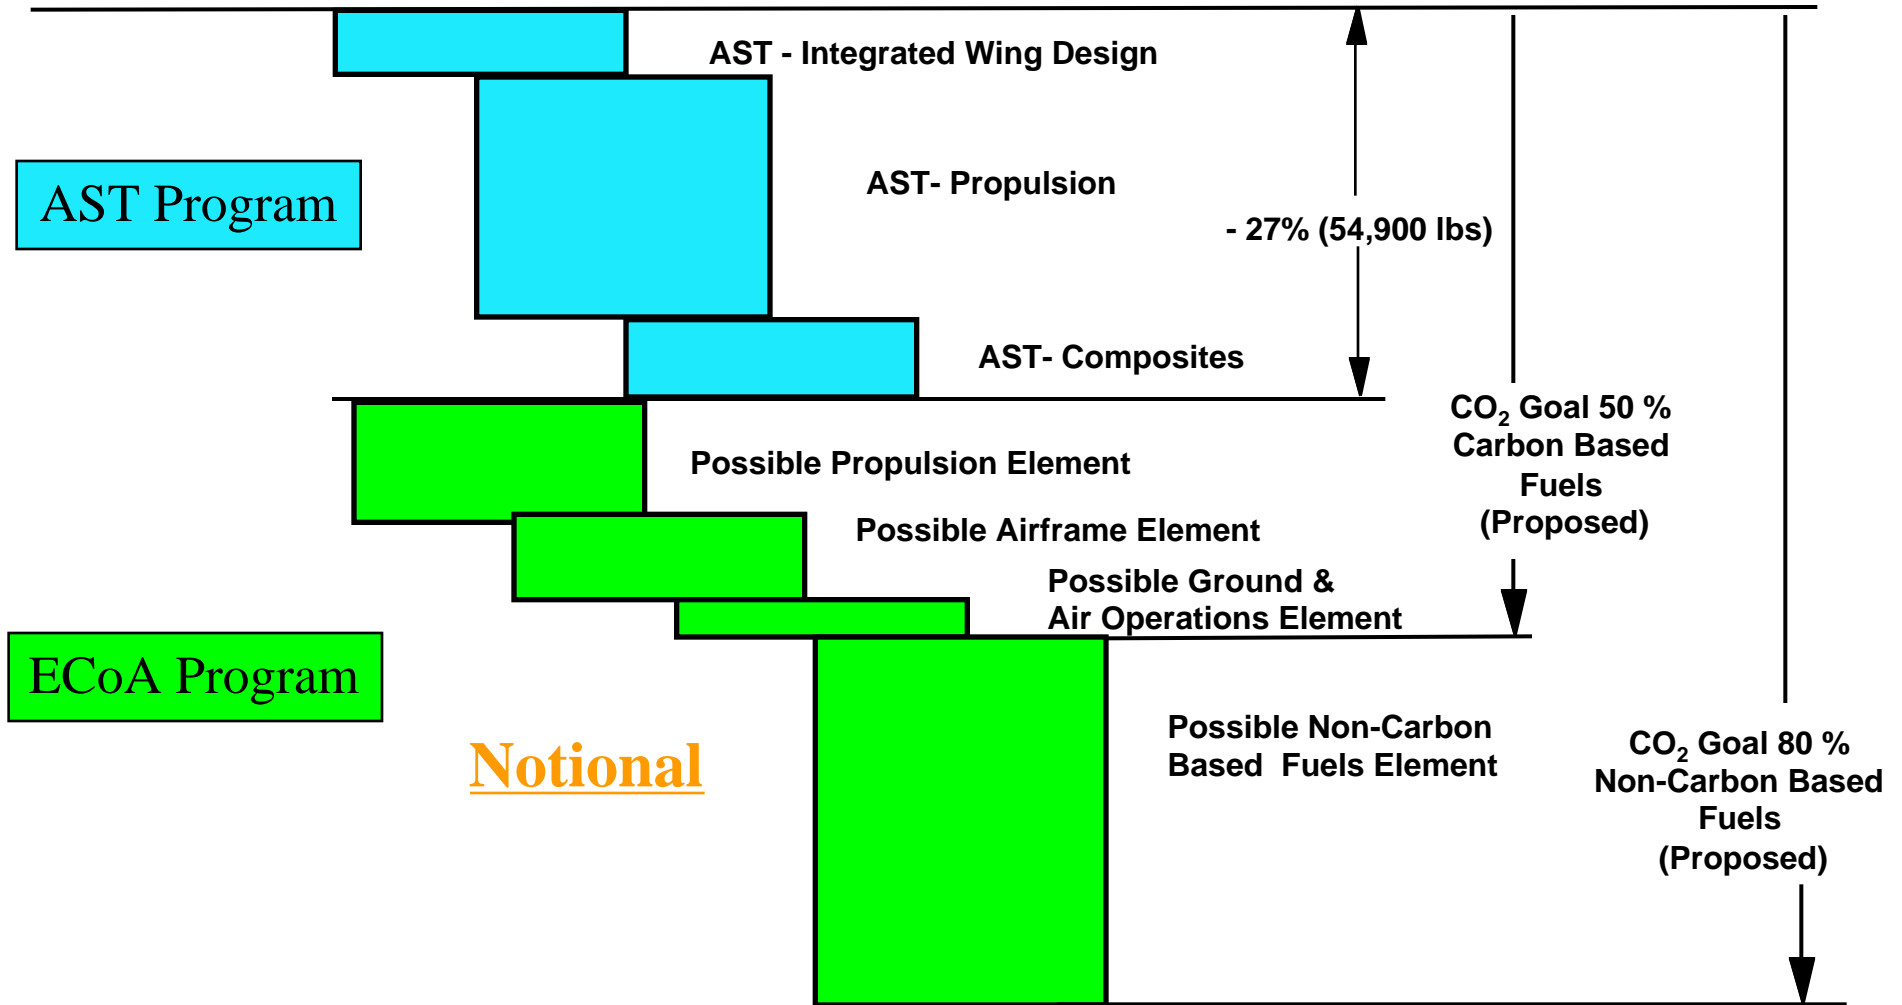 AST - Integrated Wing Design
AST Program
AST- Propulsion
- 27% (54,900 lbs)
AST- Composites
CO₂ Goal 50 %
Carbon Based
Fuels
(Proposed)
Possible Propulsion Element
Possible Airframe Element
Possible Ground &
Air Operations Element
ECoA Program
Notional
Possible Non-Carbon
Based  Fuels Element
CO₂ Goal 80 %
Non-Carbon Based
Fuels
(Proposed)